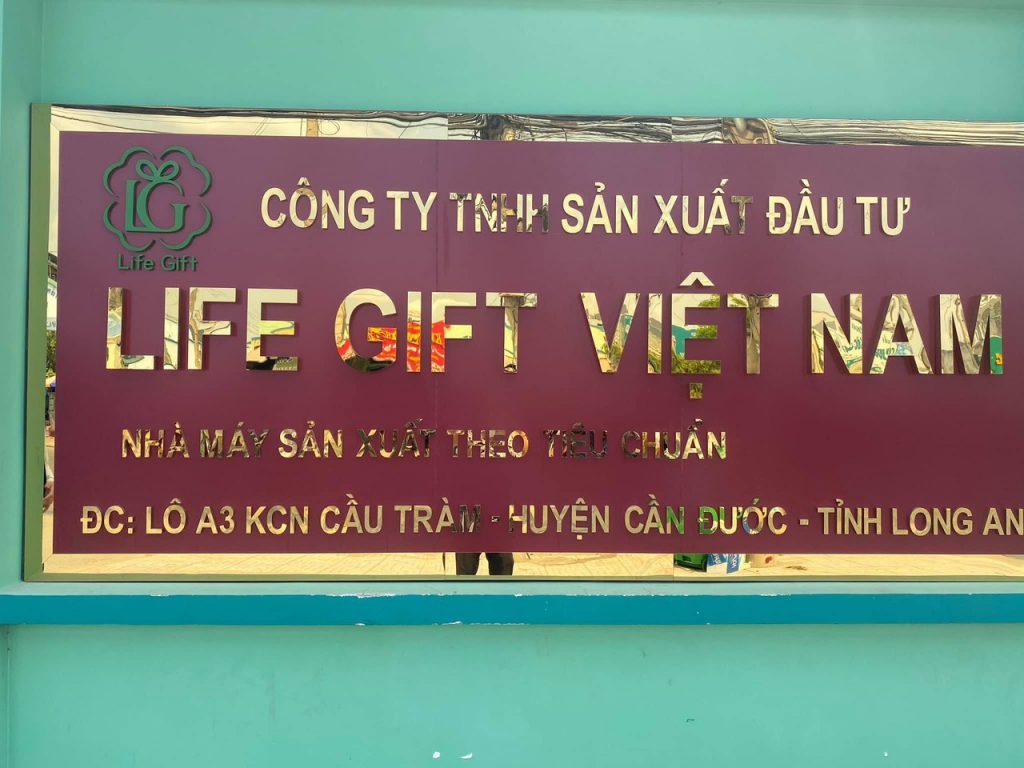 LG
Life Gift
CÔNG TY TNHH SẢN XUẤT ĐẦU TƯ
LIFE GIFT VIỆT NAM
NHÀ MÁY SẢN XUẤT THEO TIÊU CHUẨN
ĐC: LÔ A3 KCN CẦU TRÀM - HUYỆN CẦN ĐƯỚC - TỈNH LONG AN